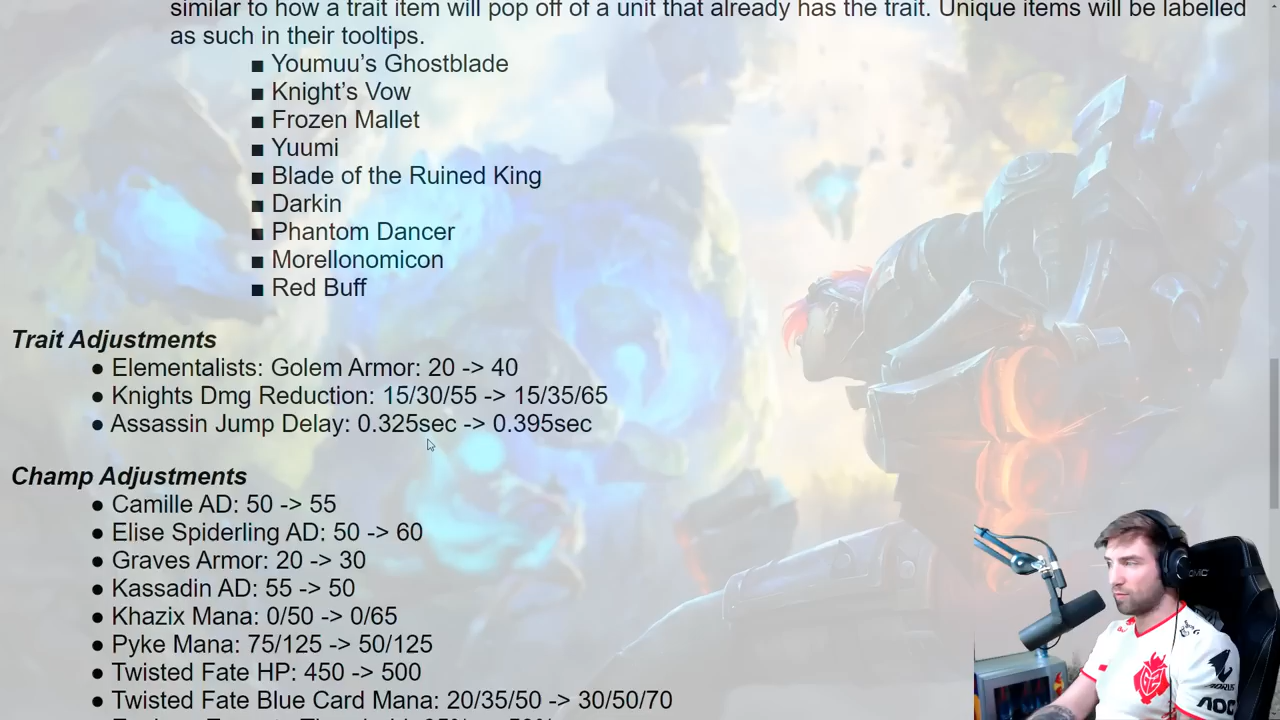 similar to how a trait item will pop off of a unit that already has the trait. Unique items will be labelled
as such in their tooltips.
■ Youmuu's Ghostblade
■ Knight's Vow
■ Frozen Mallet
■ Yuumi
■ Blade of the Ruined King
■ Darkin
■ Phantom Dancer
■ Morellonomicon
■ Red Buff
Trait Adjustments
● Elementalists: Golem Armor: 20 -> 40
● Knights Dmg Reduction: 15/30/55 -> 15/35/65
● Assassin Jump Delay: 0.325sec -> 0.395sec
Champ Adjustments
● Camille AD: 50 -> 55
● Elise Spiderling AD: 50 -> 60
● Graves Armor: 20 -> 30
● Kassadin AD: 55 -> 50
● Khazix Mana: 0/50 -> 0/65
● Pyke Mana: 75/125 -> 50/125
● Twisted Fate HP: 450 -> 500
● Twisted Fate Blue Card Mana: 20/35/50 -> 30/50/70
G2
AORUS
AOC